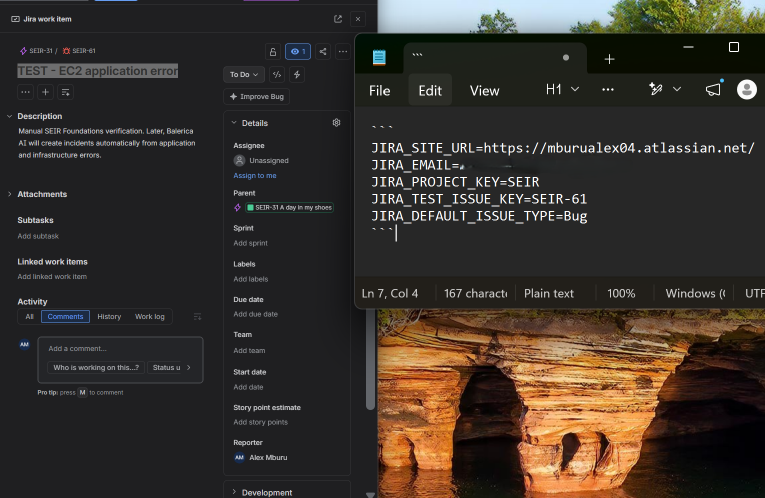 Jira work item
SEIR-31 / SEIR-61
TEST - EC2 application error
To Do
Improve Bug
Description
Manual SEIR Foundations verification. Later, Balerica
AI will create incidents automatically from application
and infrastructure errors.
Attachments
Subtasks
Add subtask
Linked work items
Add linked work item
Activity
All Comments History Work log
AM
Add a comment...
Who is working on this...? Status u
Pro tip: press M to comment
1
Details
Assignee
Unassigned
Assign to me
Parent
SEIR-31 A day in my shoes
Sprint
Add sprint
Labels
Add labels
Due date
Add due date
Team
Add team
Start date
Add date
Story point estimate
Add story points
Reporter
AM Alex Mburu
Development
```
File Edit View H1
```
JIRA_SITE_URL=https://mburualex04.atlassian.net/
JIRA_EMAIL=
JIRA_PROJECT_KEY=SEIR
JIRA_TEST_ISSUE_KEY=SEIR-61
JIRA_DEFAULT_ISSUE_TYPE=Bug
```
Ln 7, Col 4 167 charact Plain text 100% Windows (C UTF